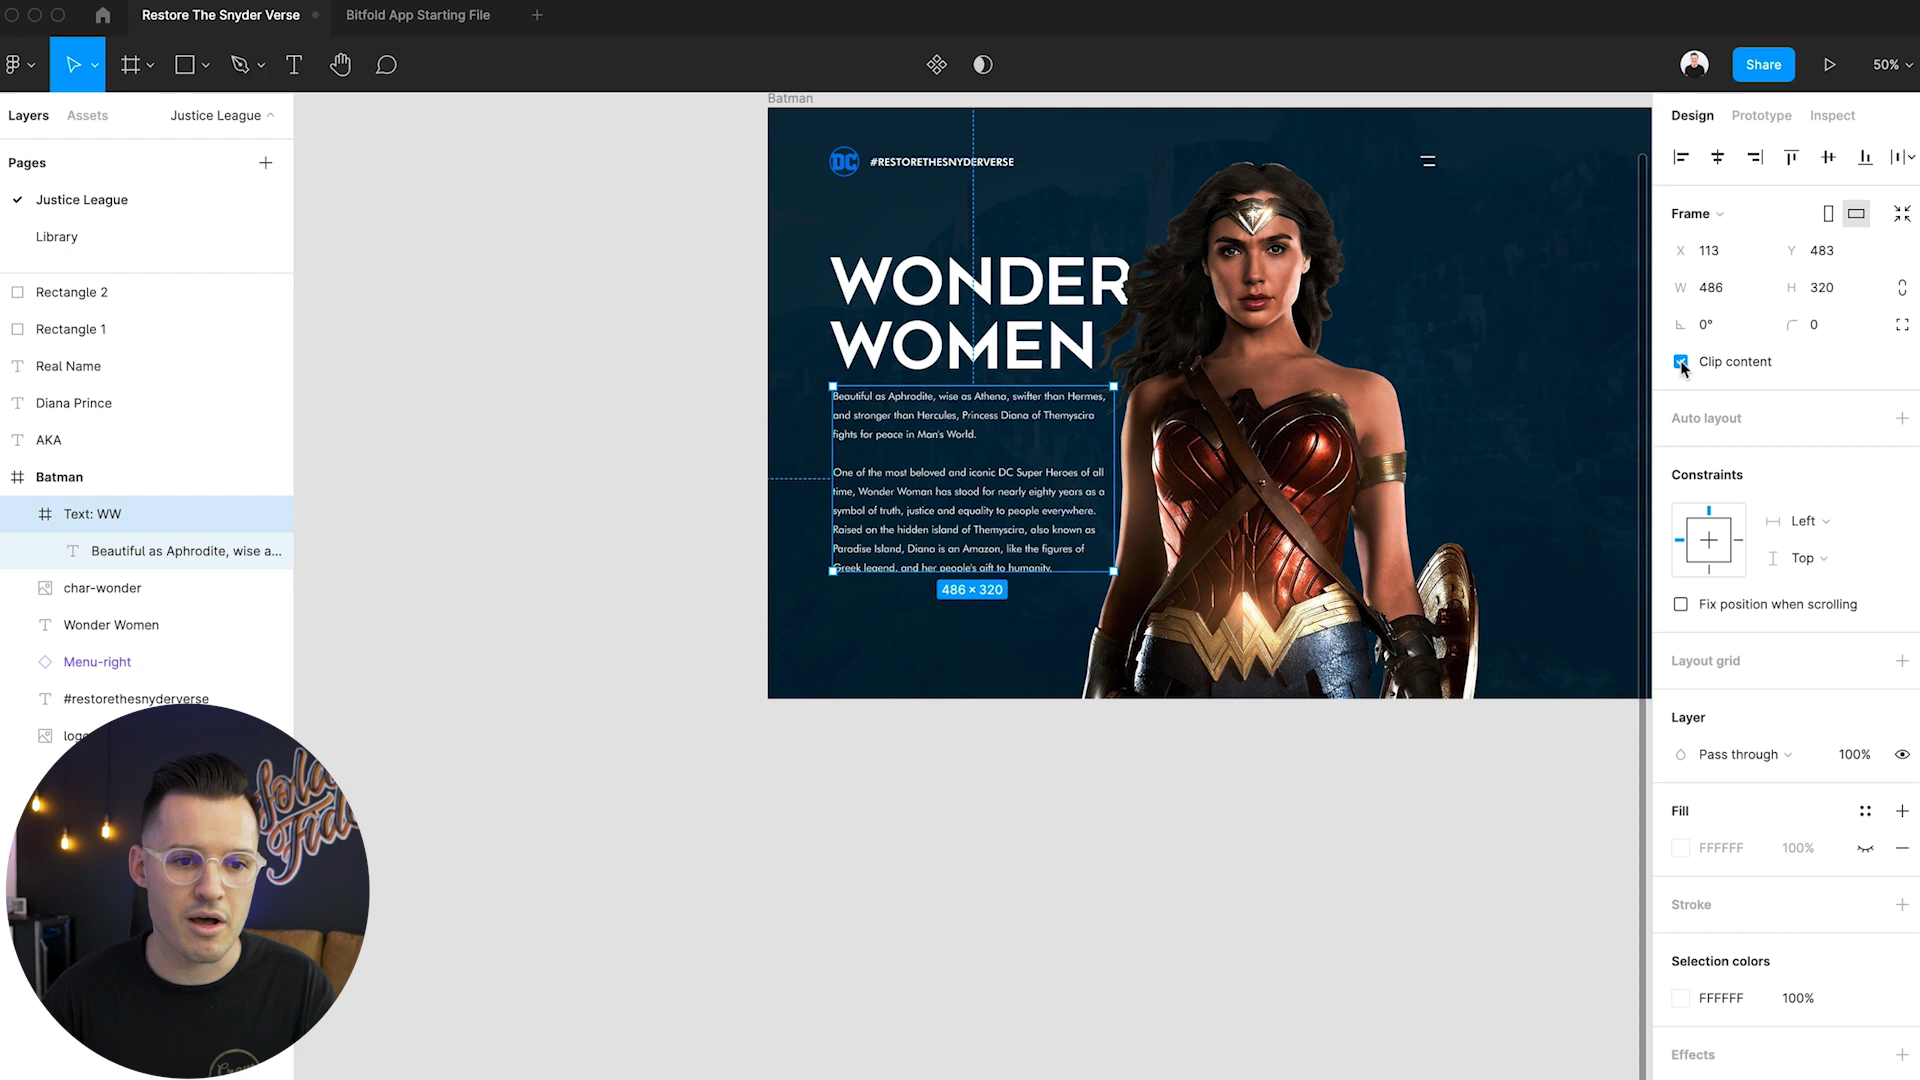 Restore The Snyder Verse
Bitfold App Starting File
Share
50%
Layers
Assets
Justice League
Pages
Justice League
Library
Rectangle 2
Rectangle 1
Real Name
Diana Prince
AKA
Batman
Text: WW
Beautiful as Aphrodite, wise a...
char-wonder
Wonder Women
Menu-right
#restorethesnyderverse
Batman
DC
#RESTORETHESNYDERVERSE
WONDER
WOMEN
Beautiful as Aphrodite, wise as Athena, swifter than Hermes,
and stronger than Hercules, Princess Diana of Themyscira
fights for peace in Man's World.
One of the most beloved and iconic DC Super Heroes of all
time, Wonder Woman has stood for nearly eighty years as a
symbol of truth, justice and equality to people everywhere.
Raised on the hidden island of Themyscira, also known as
Paradise Island, Diana is an Amazon, like the figures of
Greek legend, and her people's gift to humanity.
486 × 320
Design
Prototype
Inspect
Frame
X 113
Y 483
W 486
H 320
0°
0
Clip content
Auto layout
Constraints
Left
Top
Fix position when scrolling
Layout grid
Layer
Pass through
100%
Fill
FFFFFF
100%
Stroke
Selection colors
FFFFFF
100%
Effects